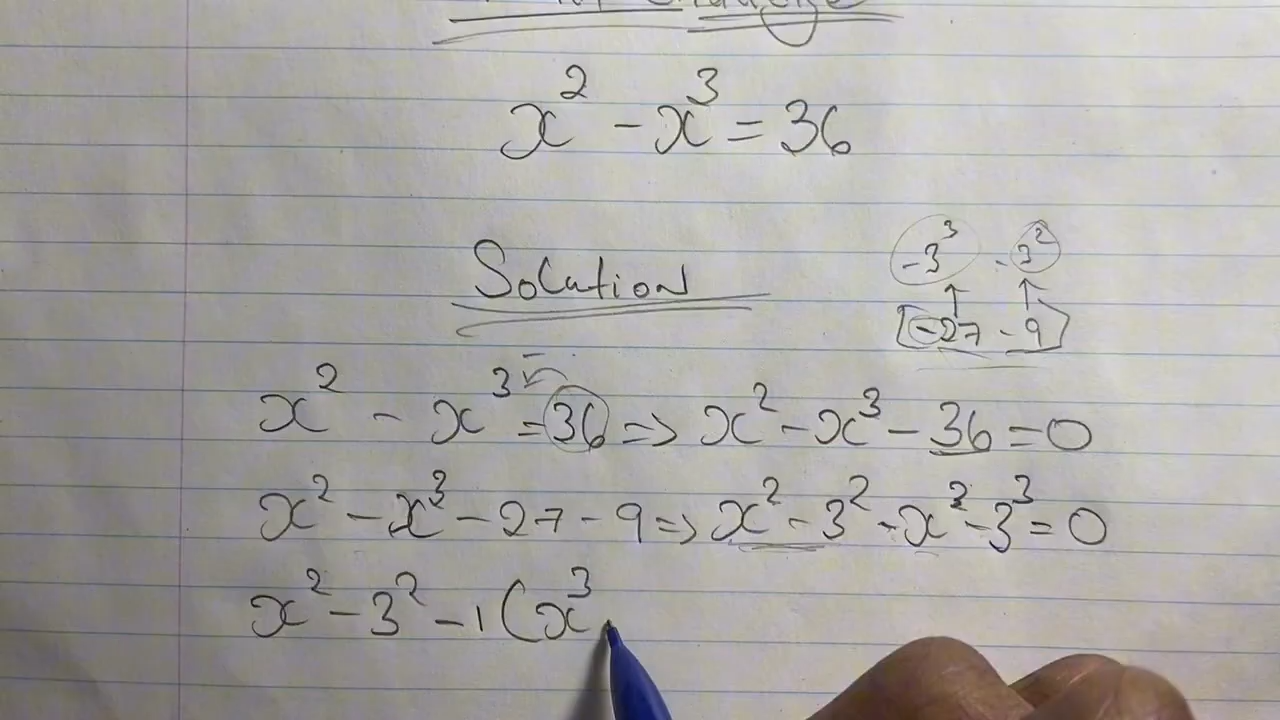 x² - x³ = 36
Solution
-3³ - 3²
[-27 - 9]
x² - x³ = 36 => x² - x³ - 36 = 0
x² - x³ - 27 - 9 => x² - 3² - x² - 3³ = 0
x² - 3² - 1(x³